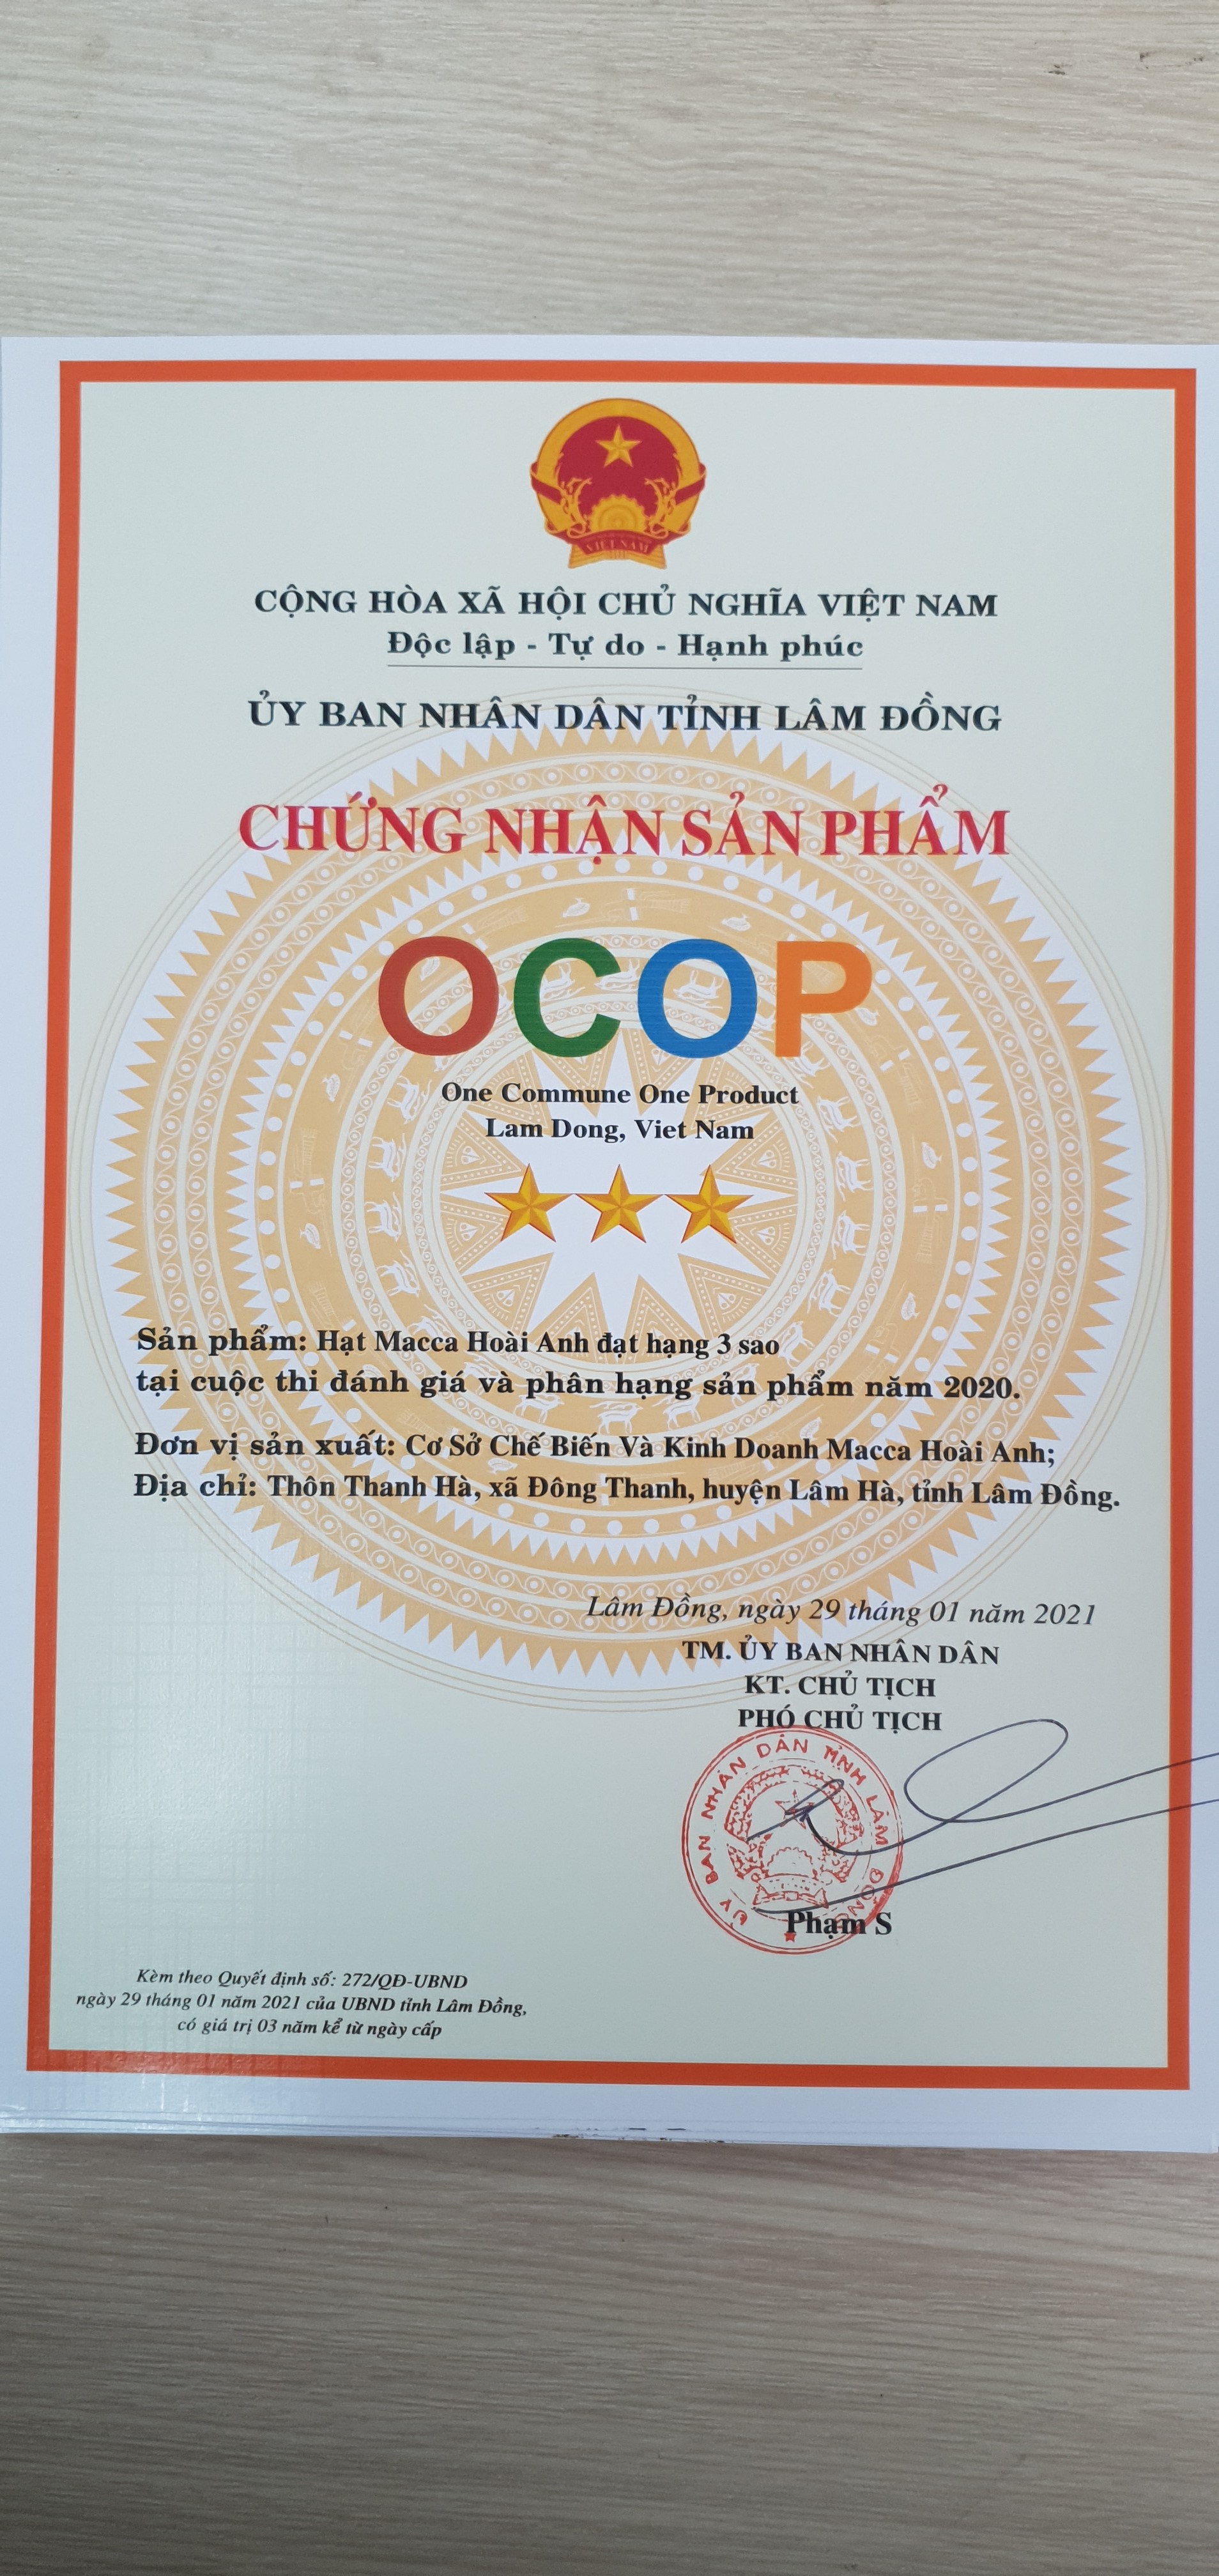 VIỆT NAM
CỘNG HÒA XÃ HỘI CHỦ NGHĨA VIỆT NAM
Độc lập - Tự do - Hạnh phúc
ỦY BAN NHÂN DÂN TỈNH LÂM ĐỒNG
CHỨNG NHẬN SẢN PHẨM
OCOP
One Commune One Product
Lam Dong, Viet Nam
Sản phẩm: Hạt Macca Hoài Anh đạt hạng 3 sao
tại cuộc thi đánh giá và phân hạng sản phẩm năm 2020.
Đơn vị sản xuất: Cơ Sở Chế Biến Và Kinh Doanh Macca Hoài Anh;
Địa chỉ: Thôn Thanh Hà, xã Đông Thanh, huyện Lâm Hà, tỉnh Lâm Đồng.
Lâm Đồng, ngày 29 tháng 01 năm 2021
TM. ỦY BAN NHÂN DÂN
KT. CHỦ TỊCH
PHÓ CHỦ TỊCH
ỦY BAN NHÂN DÂN TỈNH LÂM ĐỒNG
Phạm S
Kèm theo Quyết định số: 272/QĐ-UBND
ngày 29 tháng 01 năm 2021 của UBND tỉnh Lâm Đồng,
có giá trị 03 năm kể từ ngày cấp